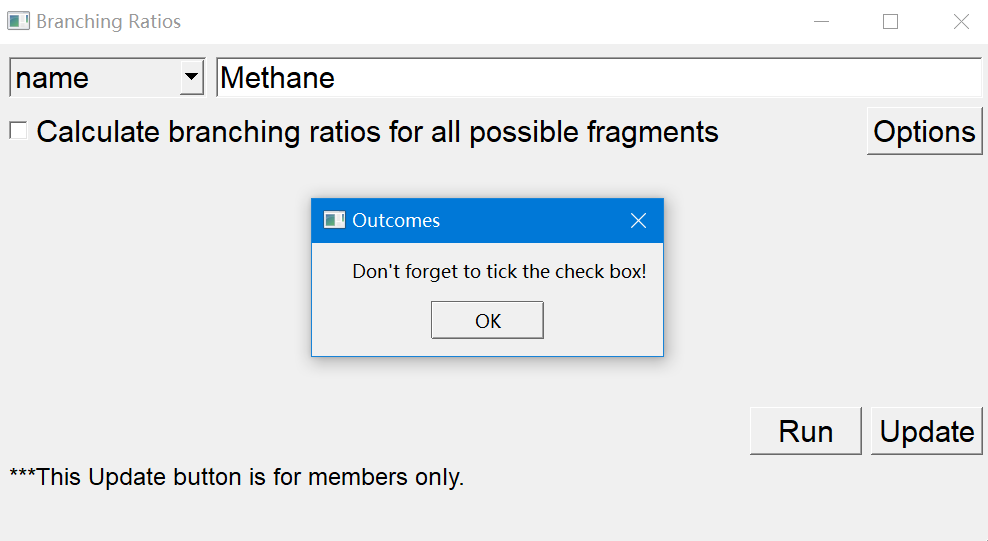 Branching Ratios
name
Methane
Calculate branching ratios for all possible fragments
Options
Outcomes
Don't forget to tick the check box!
OK
Run
Update
***This Update button is for members only.